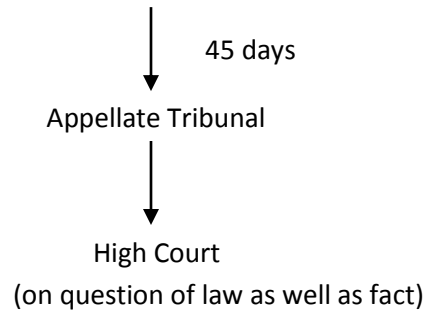 45 days
Appellate Tribunal
High Court
(on question of law as well as fact)